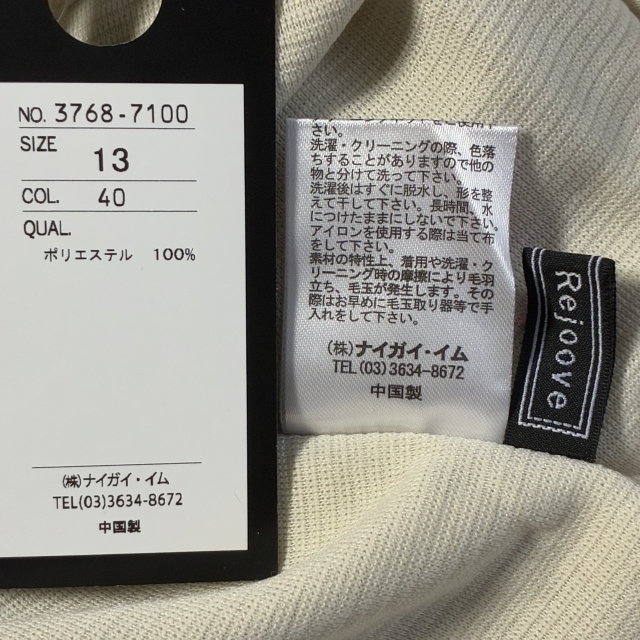 NO. 3768-7100
SIZE
13
COL. 40
QUAL.
ポリエステル 100%
(株)ナイガイ・イム
TEL(03)3634-8672
中国製
さい。
洗濯・クリーニングの際、色落
ちすることがありますので他の
物と分けて洗って下さい。
洗濯後はすぐに脱水し、形を整
えて干して下さい。長時間、水
につけたままにしないで下さい。
アイロンを使用する際は当て布
をして下さい。
素材の特性上、着用や洗濯・ク
リーニング時の摩擦により毛羽
立ち、毛玉が発生します。その
際はお早めに毛玉取り器等で手
入れをして下さい。
(株)ナイガイ・イム
TEL(03)3634-8672
中国製
Rejoove